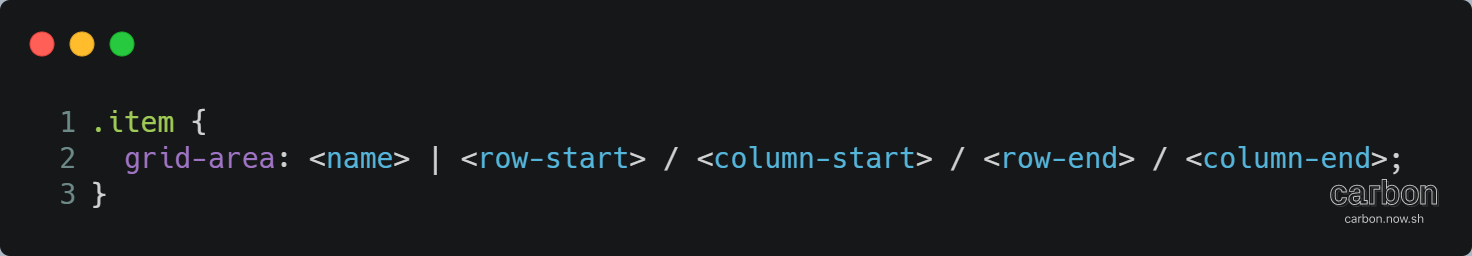 1 .item {
2   grid-area: <name> | <row-start> / <column-start> / <row-end> / <column-end>;
3 }
carbon
carbon.now.sh